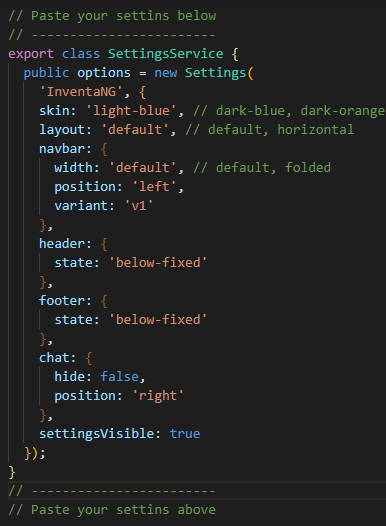 // Paste your settins below
// ------------------------
export class SettingsService {
  public options = new Settings(
    'InventaNG', {
    skin: 'light-blue', // dark-blue, dark-orange
    layout: 'default', // default, horizontal
    navbar: {
      width: 'default', // default, folded
      position: 'left',
      variant: 'v1'
    },
    header: {
      state: 'below-fixed'
    },
    footer: {
      state: 'below-fixed'
    },
    chat: {
      hide: false,
      position: 'right'
    },
    settingsVisible: true
  });
}
// ------------------------
// Paste your settins above